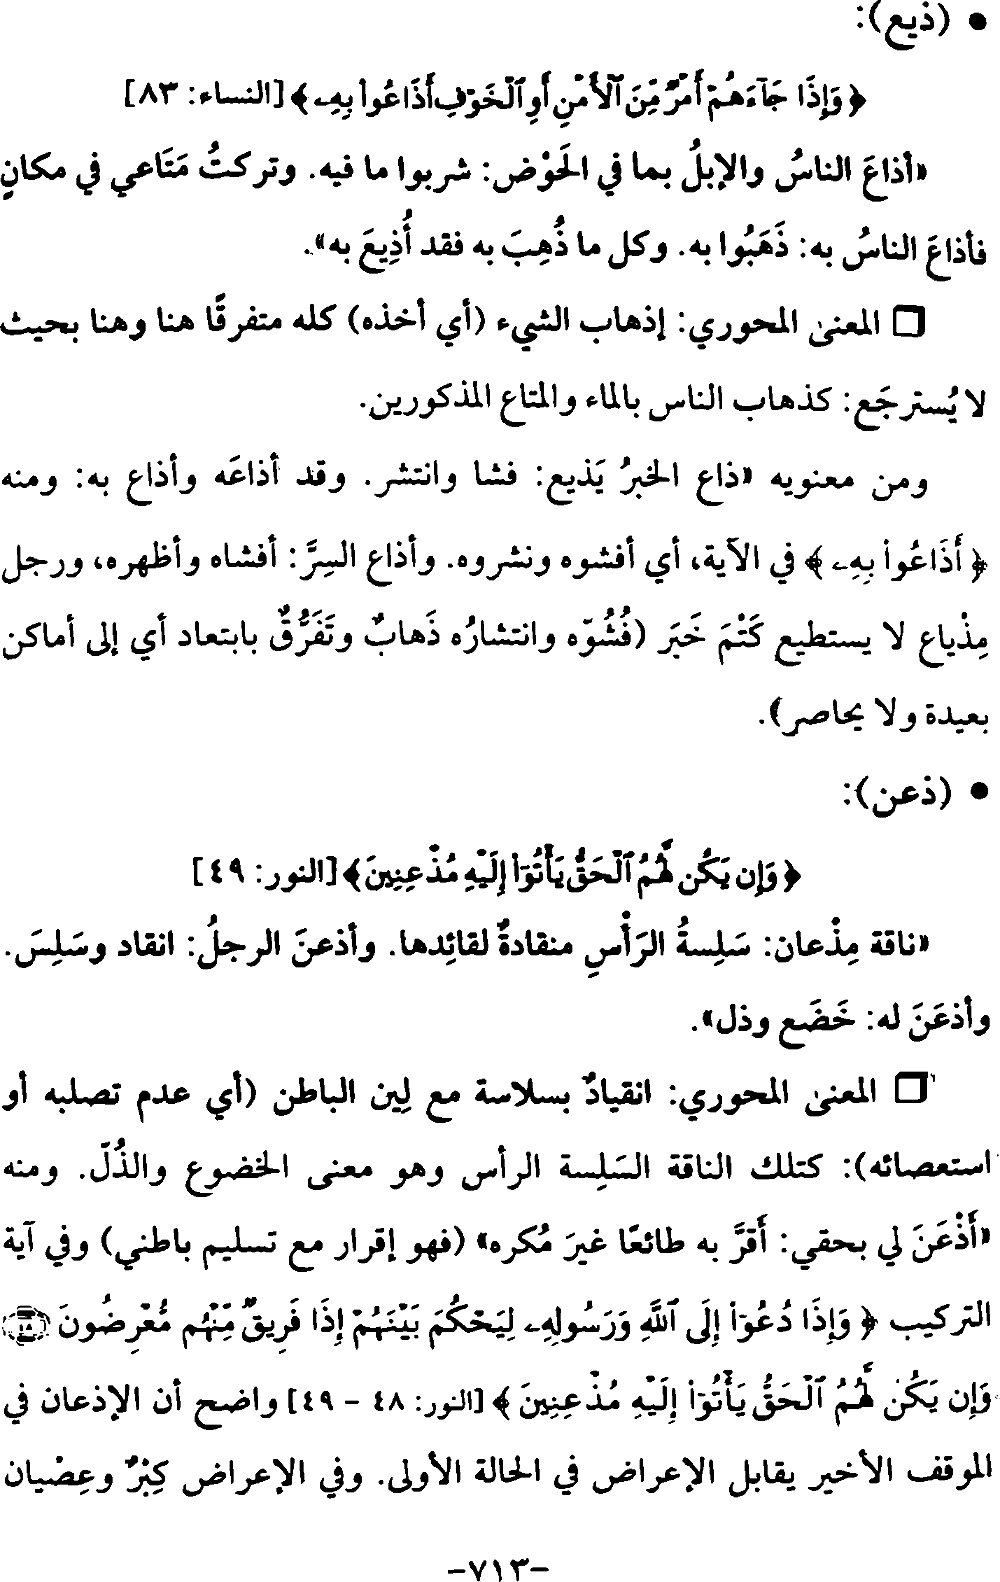 • (ذيع):
﴿وَإِذَا جَآءَهُمۡ أَمۡرٞ مِّنَ ٱلۡأَمۡنِ أَوِ ٱلۡخَوۡفِ أَذَاعُواْ بِهِۦ﴾ [النساء: ٨٣]
«أذاعَ الناسُ والإبلُ بما في الحَوْض: شربوا ما فيه. وتركتُ مَتَاعي في مكانٍ
فأذاعَ الناسُ به: ذَهَبُوا به. وكل ما ذُهِبَ به فقد أُذِيعَ به».
❒ المعنى المحوري: إذهاب الشيء (أي أخذه) كله متفرقًا هنا وهنا بحيث
لا يُسترجَع: كذهاب الناس بالماء والمتاع المذكورين.
ومن معنويه «ذاع الخبرُ يَذيع: فشا وانتشر. وقد أذاعَه وأذاع به: ومنه
﴿أَذَاعُواْ بِهِۦ﴾ في الآية، أي أفشوه ونشروه. وأذاع السِرَّ: أفشاه وأظهره، ورجل
مِذْياع لا يستطيع كَتْمَ خَبَر (فُشُوّه وانتشارُه ذَهابٌ وتَفَرُّقٌ بابتعاد أي إلى أماكن
بعيدة ولا يحاصر).
• (ذعن):
﴿وَإِن يَكُن لَّهُمُ ٱلۡحَقُّ يَأۡتُوٓاْ إِلَيۡهِ مُذۡعِنِينَ﴾ [النور: ٤٩]
«ناقة مِذْعان: سَلِسةُ الرَأْسِ منقادةٌ لقائِدها. وأذعنَ الرجلُ: انقاد وسَلِسَ.
وأذعَنَ له: خَضَع وذل».
❒ المعنى المحوري: انقيادٌ بسلاسة مع لِين الباطن (أي عدم تصلبه أو
استعصائه): كتلك الناقة السَلِسة الرأس وهو معنى الخضوع والذُلّ. ومنه
«أَذْعَنَ لي بحقي: أَقرَّ به طائعًا غيرَ مُكره» (فهو إقرار مع تسليم باطني) وفي آية
التركيب ﴿وَإِذَا دُعُوٓاْ إِلَى ٱللَّهِ وَرَسُولِهِۦ لِيَحۡكُمَ بَيۡنَهُمۡ إِذَا فَرِيقٞ مِّنۡهُم مُّعۡرِضُونَ ۝٤٨
وَإِن يَكُن لَّهُمُ ٱلۡحَقُّ يَأۡتُوٓاْ إِلَيۡهِ مُذۡعِنِينَ﴾ [النور: ٤٨ - ٤٩] واضح أن الإذعان في
الموقف الأخير يقابل الإعراض في الحالة الأولى. وفي الإعراض كِبْرٌ وعِصْيان
-٧١٣-